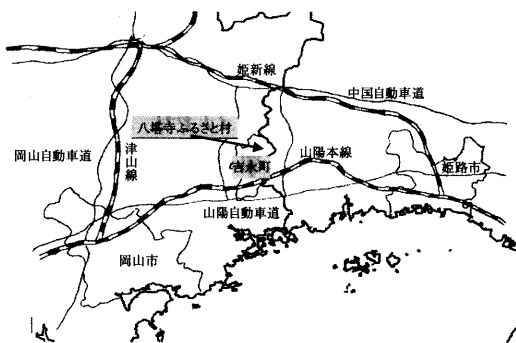 姫新線
中国自動車道
八塔寺ふるさと村
岡山自動車道
津山線
吉永町
山陽本線
姫路市
山陽自動車道
岡山市